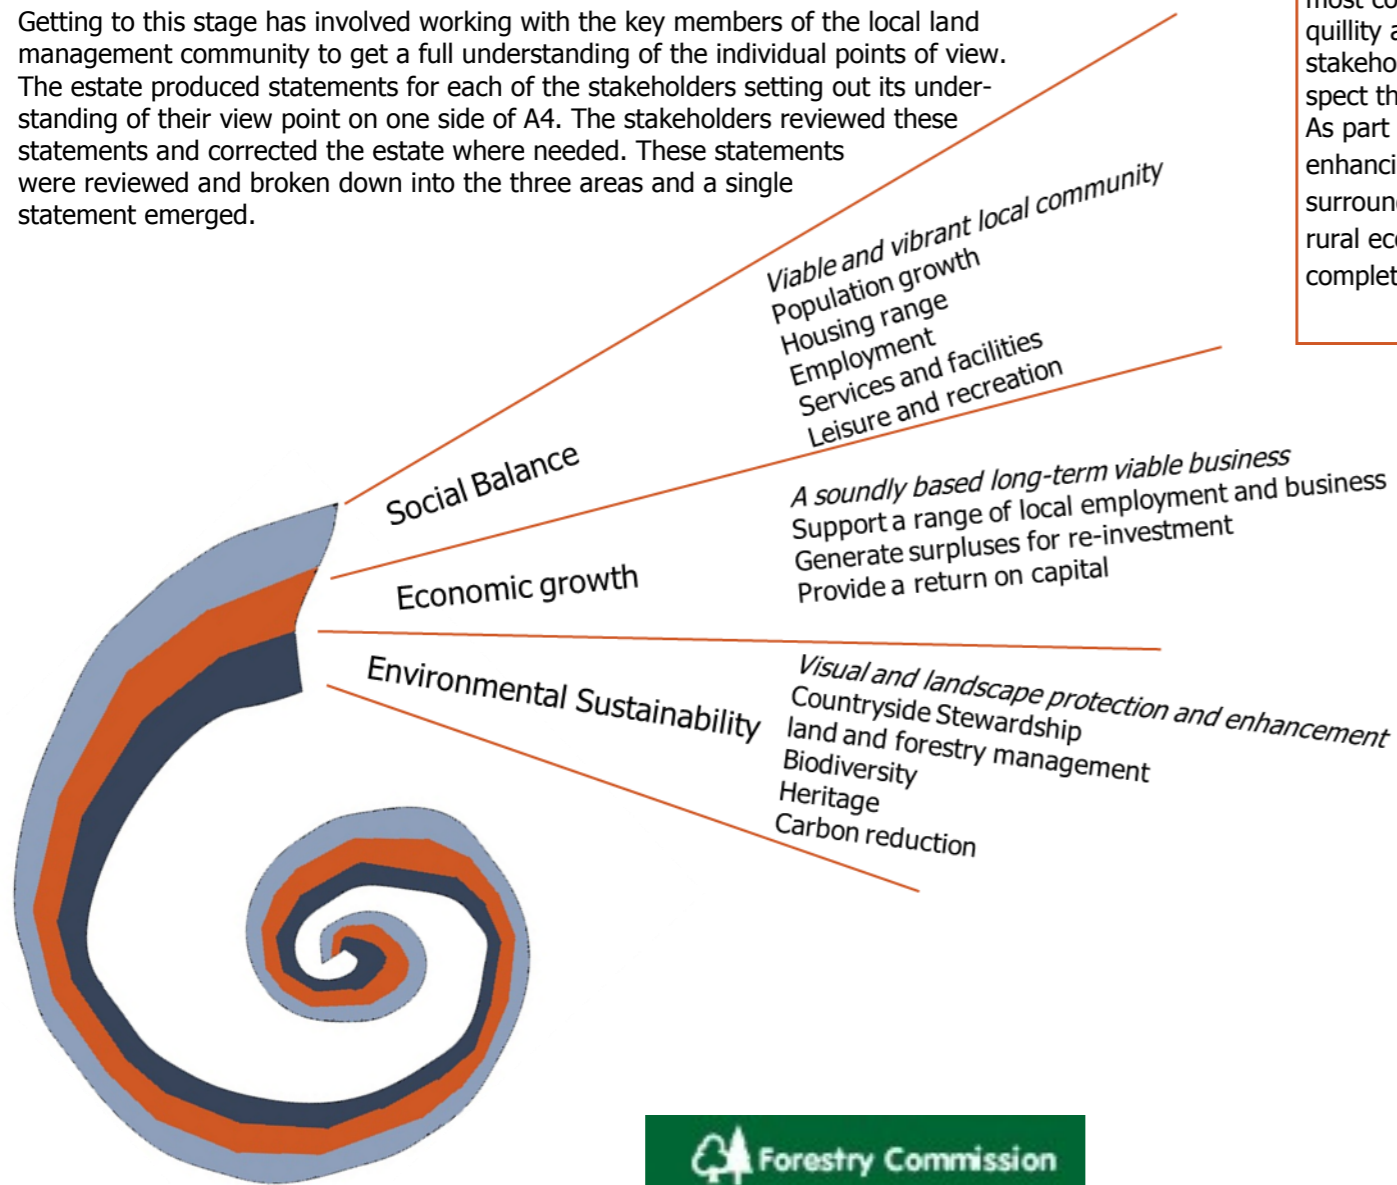 Getting to this stage has involved working with the key members of the local land
management community to get a full understanding of the individual points of view.
The estate produced statements for each of the stakeholders setting out its under-
standing of their view point on one side of A4. The stakeholders reviewed these
statements and corrected the estate where needed. These statements
were reviewed and broken down into the three areas and a single
statement emerged.
quillity a
stakeho
spect th
As part
enhanci
surroun
rural ec
complet
Social Balance
Viable and vibrant local community
Population growth
Housing range
Employment
Services and facilities
Leisure and recreation
Economic growth
A soundly based long-term viable business
Support a range of local employment and business
Generate surpluses for re-investment
Provide a return on capital
Environmental Sustainability
Visual and landscape protection and enhancement
Countryside Stewardship
land and forestry management
Biodiversity
Heritage
Carbon reduction
Forestry Commission